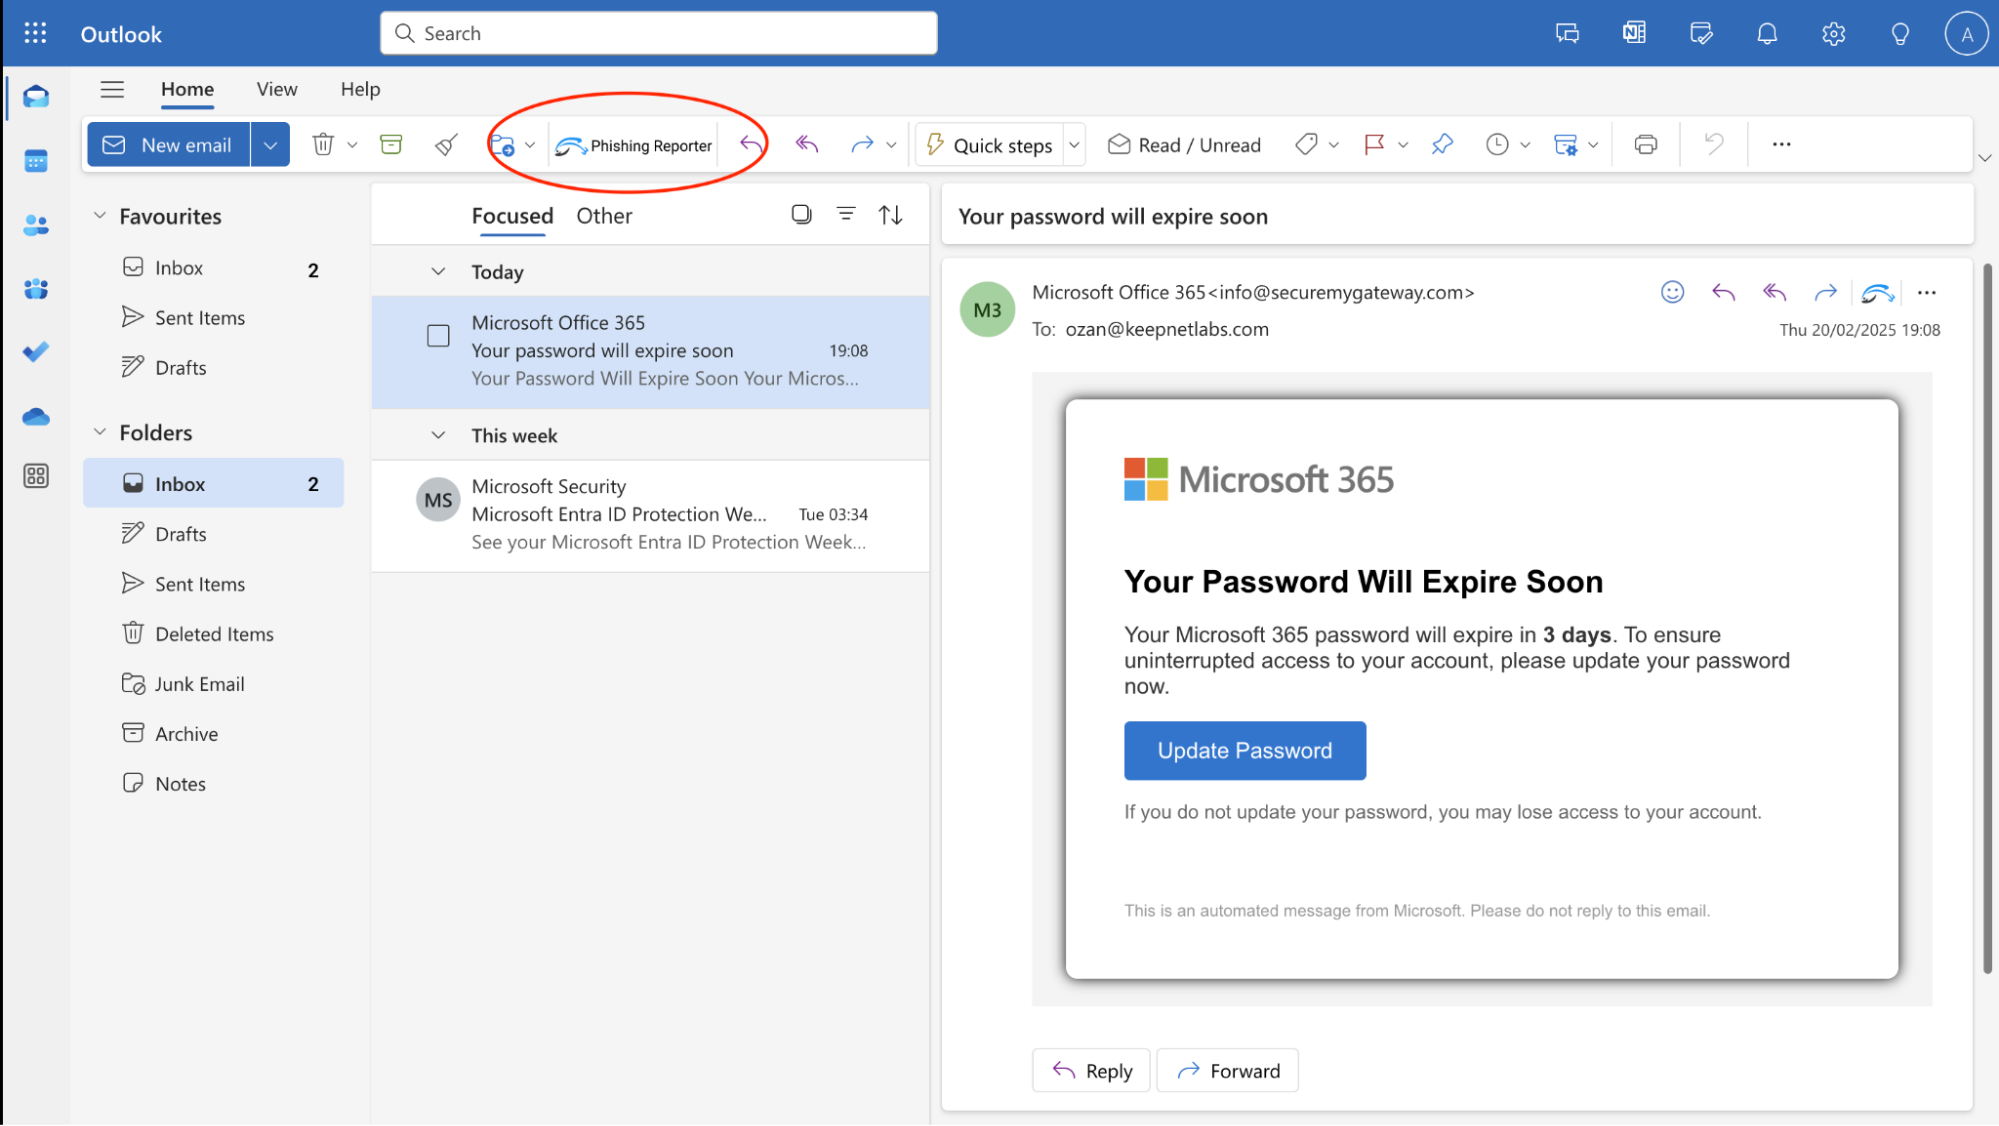 Outlook
Search
A
Home View Help
New email
Phishing Reporter
Quick steps
Read / Unread
Favourites
Inbox 2
Sent Items
Drafts
Folders
Inbox 2
Drafts
Sent Items
Deleted Items
Junk Email
Archive
Notes
Focused Other
Today
Microsoft Office 365
Your password will expire soon 19:08
Your Password Will Expire Soon Your Micros...
This week
MS
Microsoft Security
Microsoft Entra ID Protection We... Tue 03:34
See your Microsoft Entra ID Protection Week...
Your password will expire soon
M3
Microsoft Office 365<info@securemygateway.com>
To: ozan@keepnetlabs.com
Thu 20/02/2025 19:08
Microsoft 365
Your Password Will Expire Soon
Your Microsoft 365 password will expire in 3 days. To ensure
uninterrupted access to your account, please update your password
now.
Update Password
If you do not update your password, you may lose access to your account.
This is an automated message from Microsoft. Please do not reply to this email.
Reply
Forward